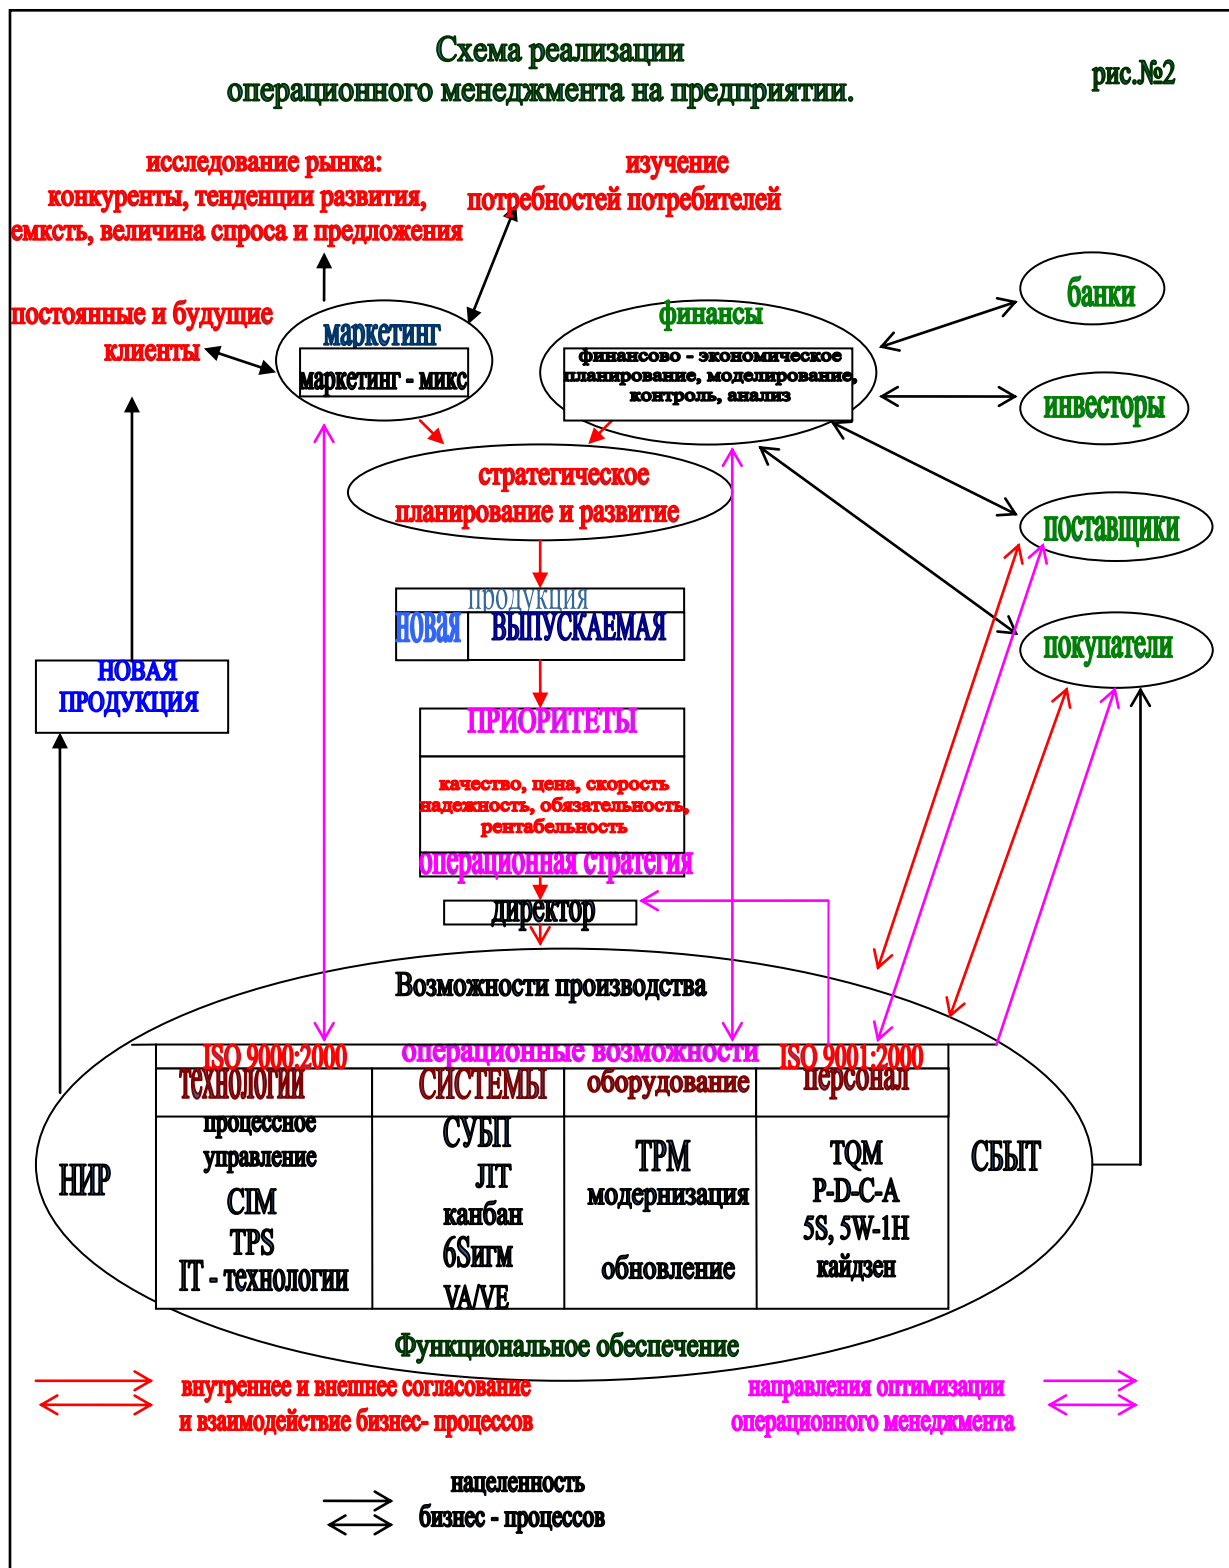 Схема реализации
операционного менеджмента на предприятии.
рис.№2
исследование рынка:
конкуренты, тенденции развития,
емксть, величина спроса и предложения
изучение
потребностей потребителей
постоянные и будущие
клиенты
маркетинг
маркетинг - микс
финансы
финансово - экономическое
планирование, моделирование,
контроль, анализ
банки
инвесторы
поставщики
покупатели
стратегическое
планирование и развитие
продукция
новая
ВЫПУСКАЕМАЯ
НОВАЯ
ПРОДУКЦИЯ
ПРИОРИТЕТЫ
качество, цена, скорость
надежность, обязательность,
рентабельность
операционная стратегия
директор
Возможности производства
ISO 9000:2000
операционные возможности
ISO 9001:2000
технологии
СИСТЕМЫ
оборудование
персонал
процессное
управление
CIM
TPS
IT - технологии
СУБП
ЛТ
канбан
6Sигм
VA/VE
ТРМ
модернизация
обновление
TQM
P-D-C-A
5S, 5W-1H
кайдзен
НИР
СБЫТ
Функциональное обеспечение
внутреннее и внешнее согласование
и взаимодействие бизнес- процессов
направления оптимизации
операционного менеджмента
нацеленность
бизнес - процессов